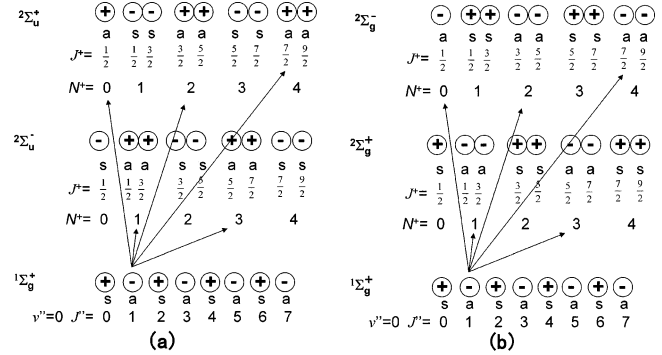 ²Σᵤ⁺ + - - + + - - + +
a s s a a s s a a
J⁺= 1/2 1/2 3/2 3/2 5/2 5/2 7/2 7/2 9/2
N⁺= 0 1 2 3 4
²Σᵤ⁻ - + + - - + + - -
s a a s s a a s s
J⁺= 1/2 1/2 3/2 3/2 5/2 5/2 7/2 7/2 9/2
N⁺= 0 1 2 3 4
¹Σg⁺ + - + - + - + -
s a s a s a s a
v''=0 J''= 0 1 2 3 4 5 6 7
(a)
²Σg⁻ - + + - - + + - -
a s s a a s s a a
J⁺= 1/2 1/2 3/2 3/2 5/2 5/2 7/2 7/2 9/2
N⁺= 0 1 2 3 4
²Σg⁺ + - - + + - - + +
s a a s s a a s s
J⁺= 1/2 1/2 3/2 3/2 5/2 5/2 7/2 7/2 9/2
N⁺= 0 1 2 3 4
¹Σg⁺ + - + - + - + -
s a s a s a s a
v''=0 J''= 0 1 2 3 4 5 6 7
(b)